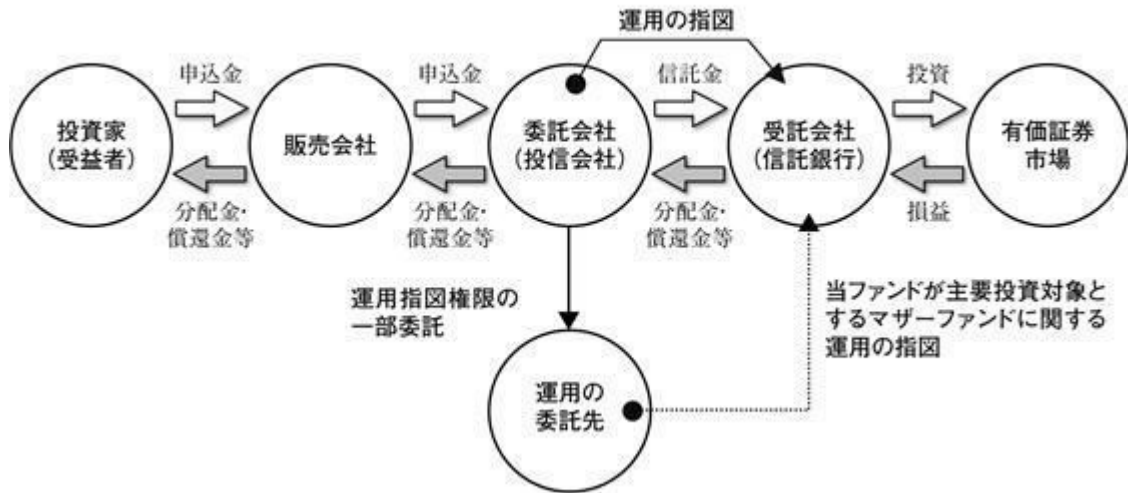 運用の指図
申込金
申込金
信託金
投資
投資家
(受益者)
販売会社
委託会社
(投信会社)
受託会社
(信託銀行)
有価証券
市場
分配金・
償還金等
分配金・
償還金等
分配金・
償還金等
損益
運用指図権限の
一部委託
当ファンドが主要投資対象と
するマザーファンドに関する
運用の指図
運用の
委託先